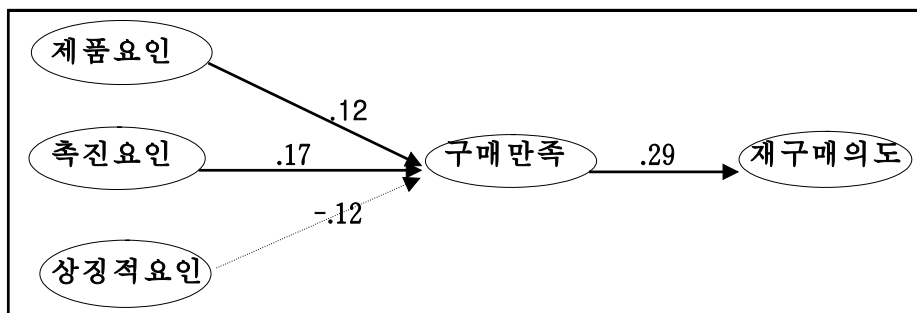 제품요인
.12
촉진요인
.17
구매만족
.29
재구매의도
-.12
상징적요인